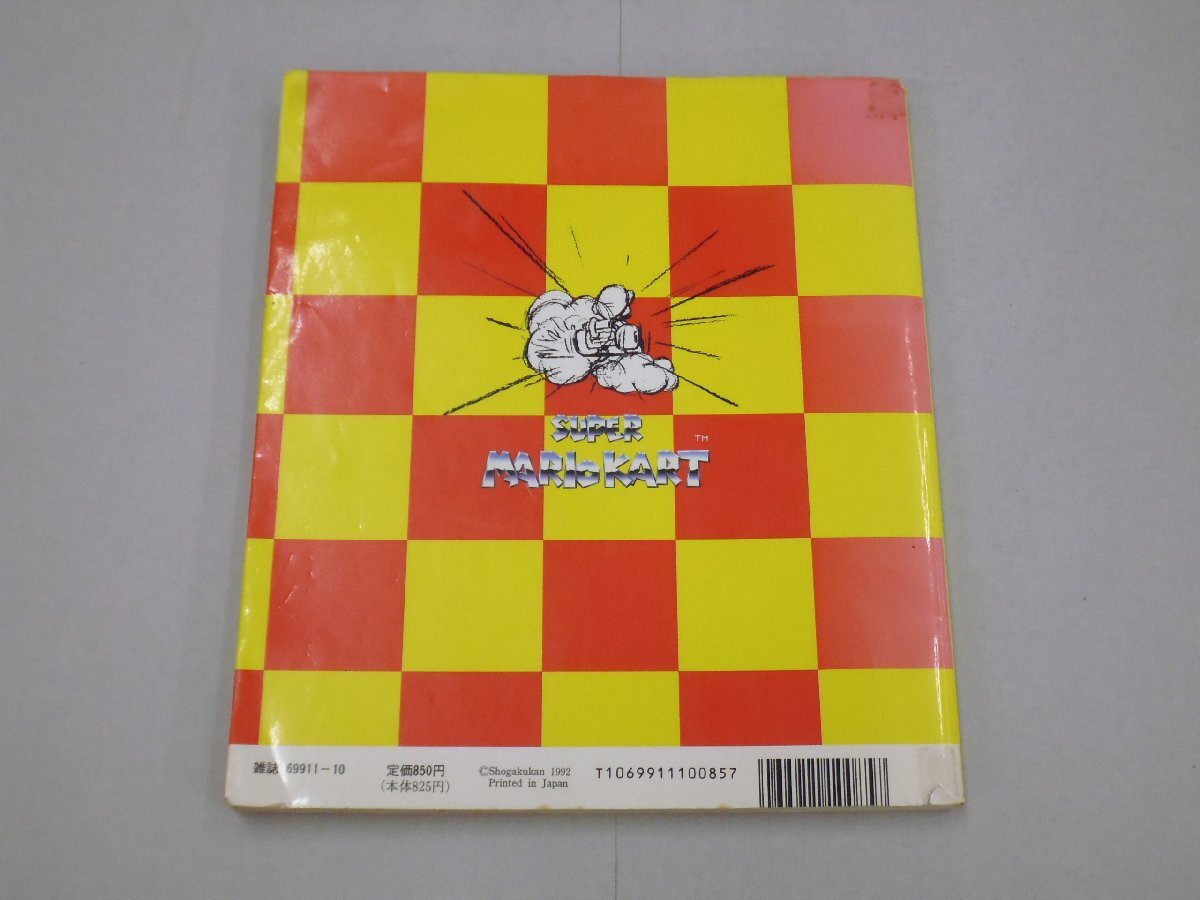 SUPER
MARIO KART TM
雑誌 69911-10
定価850円
(本体825円)
©Shogakukan 1992
Printed in Japan
T1069911100857